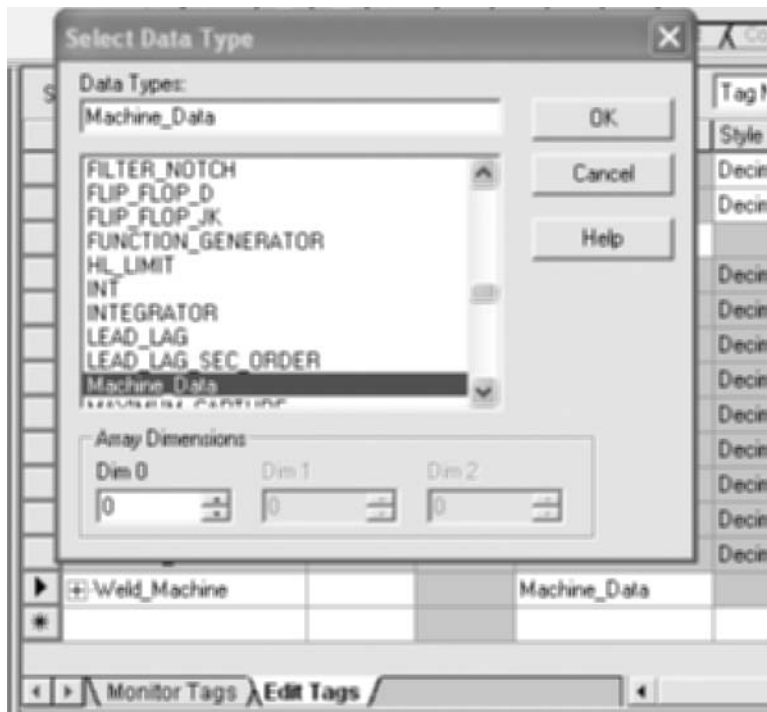 Select Data Type
Data Types:
Machine_Data
OK
Cancel
Help
FILTER_NOTCH
FLIP_FLOP_D
FLIP_FLOP_JK
FUNCTION_GENERATOR
HL_LIMIT
INT
INTEGRATOR
LEAD_LAG
LEAD_LAG_SEC_ORDER
Machine_Data
MAXIMUM_CAPTURE
Array Dimensions
Dim 0
Dim 1
Dim 2
0
0
0
S
Co
Tag N
Style
Decim
Decim
Decim
Decim
Decim
Decim
Decim
Decim
Decim
Decim
Decim
Weld_Machine
Machine_Data
Monitor Tags
Edit Tags